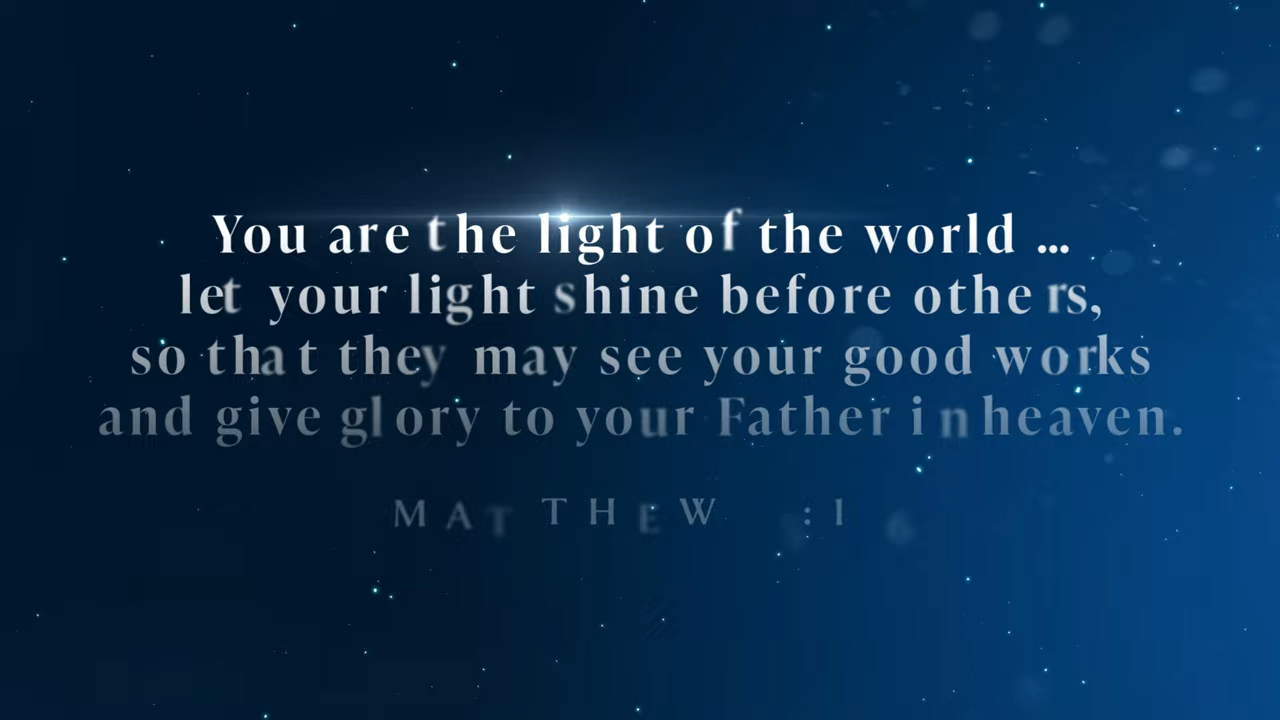 You are the light of the world ...
let your light shine before others,
so that they may see your good works
and give glory to your Father in heaven.
MATTHEW